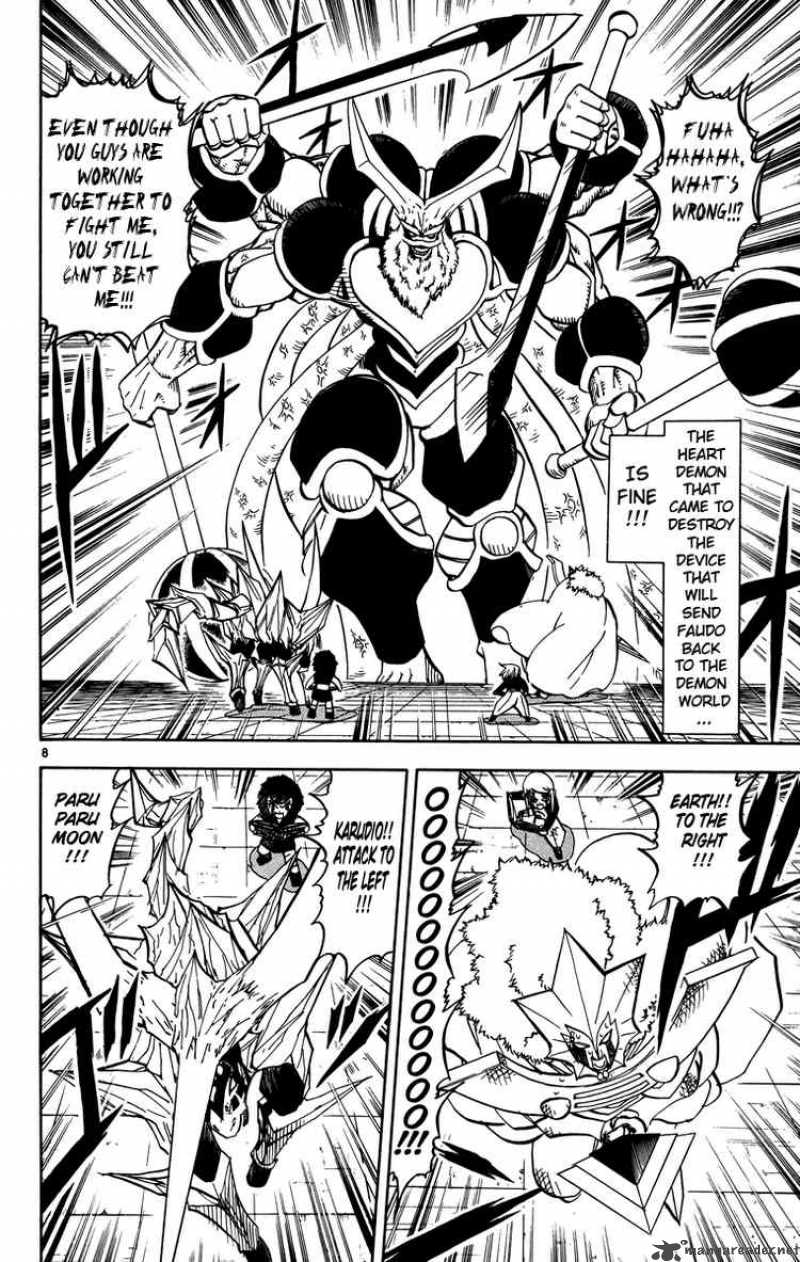 FUHA
HAHAHA,
WHAT'S
WRONG!!?
EVEN THOUGH
YOU GUYS ARE
WORKING
TOGETHER TO
FIGHT ME,
YOU STILL
CAN'T BEAT
ME!!!
THE
HEART
DEMON
THAT
CAME TO
DESTROY
THE
DEVICE
THAT
WILL
SEND
FAUDO
BACK
TO THE
DEMON
WORLD
...
IS
FINE
!!!
8
EARTH!!
TO THE
RIGHT
!!!
OOOOOOOOOOOOO!!!
KARUDIO!!
ATTACK TO
THE LEFT
!!!
PARU
PARU
MOON
!!!
mangareader.net